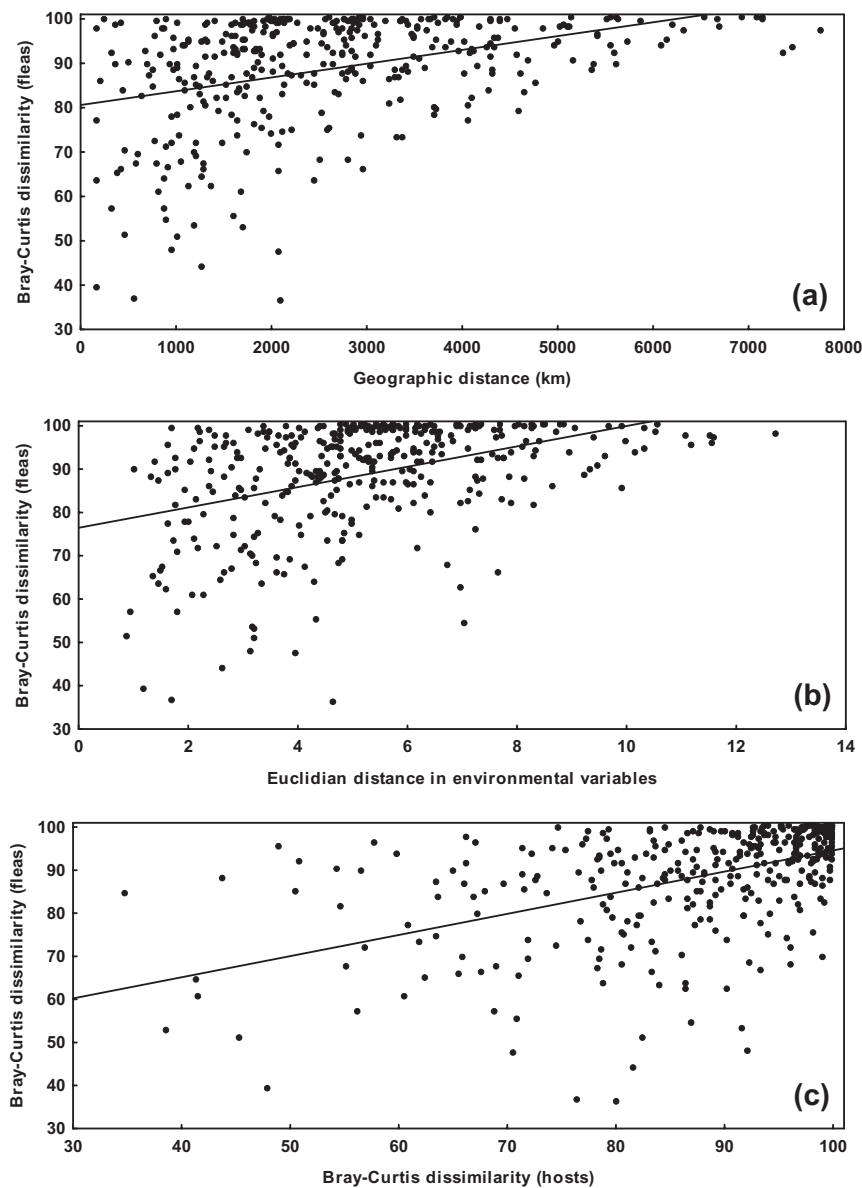 Bray-Curtis dissimilarity (fleas)
100
90
80
70
60
50
40
30
(a)
0 1000 2000 3000 4000 5000 6000 7000 8000
Geographic distance (km)
Bray-Curtis dissimilarity (fleas)
100
90
80
70
60
50
40
30
(b)
0 2 4 6 8 10 12 14
Euclidian distance in environmental variables
Bray-Curtis dissimilarity (fleas)
100
90
80
70
60
50
40
30
(c)
30 40 50 60 70 80 90 100
Bray-Curtis dissimilarity (hosts)